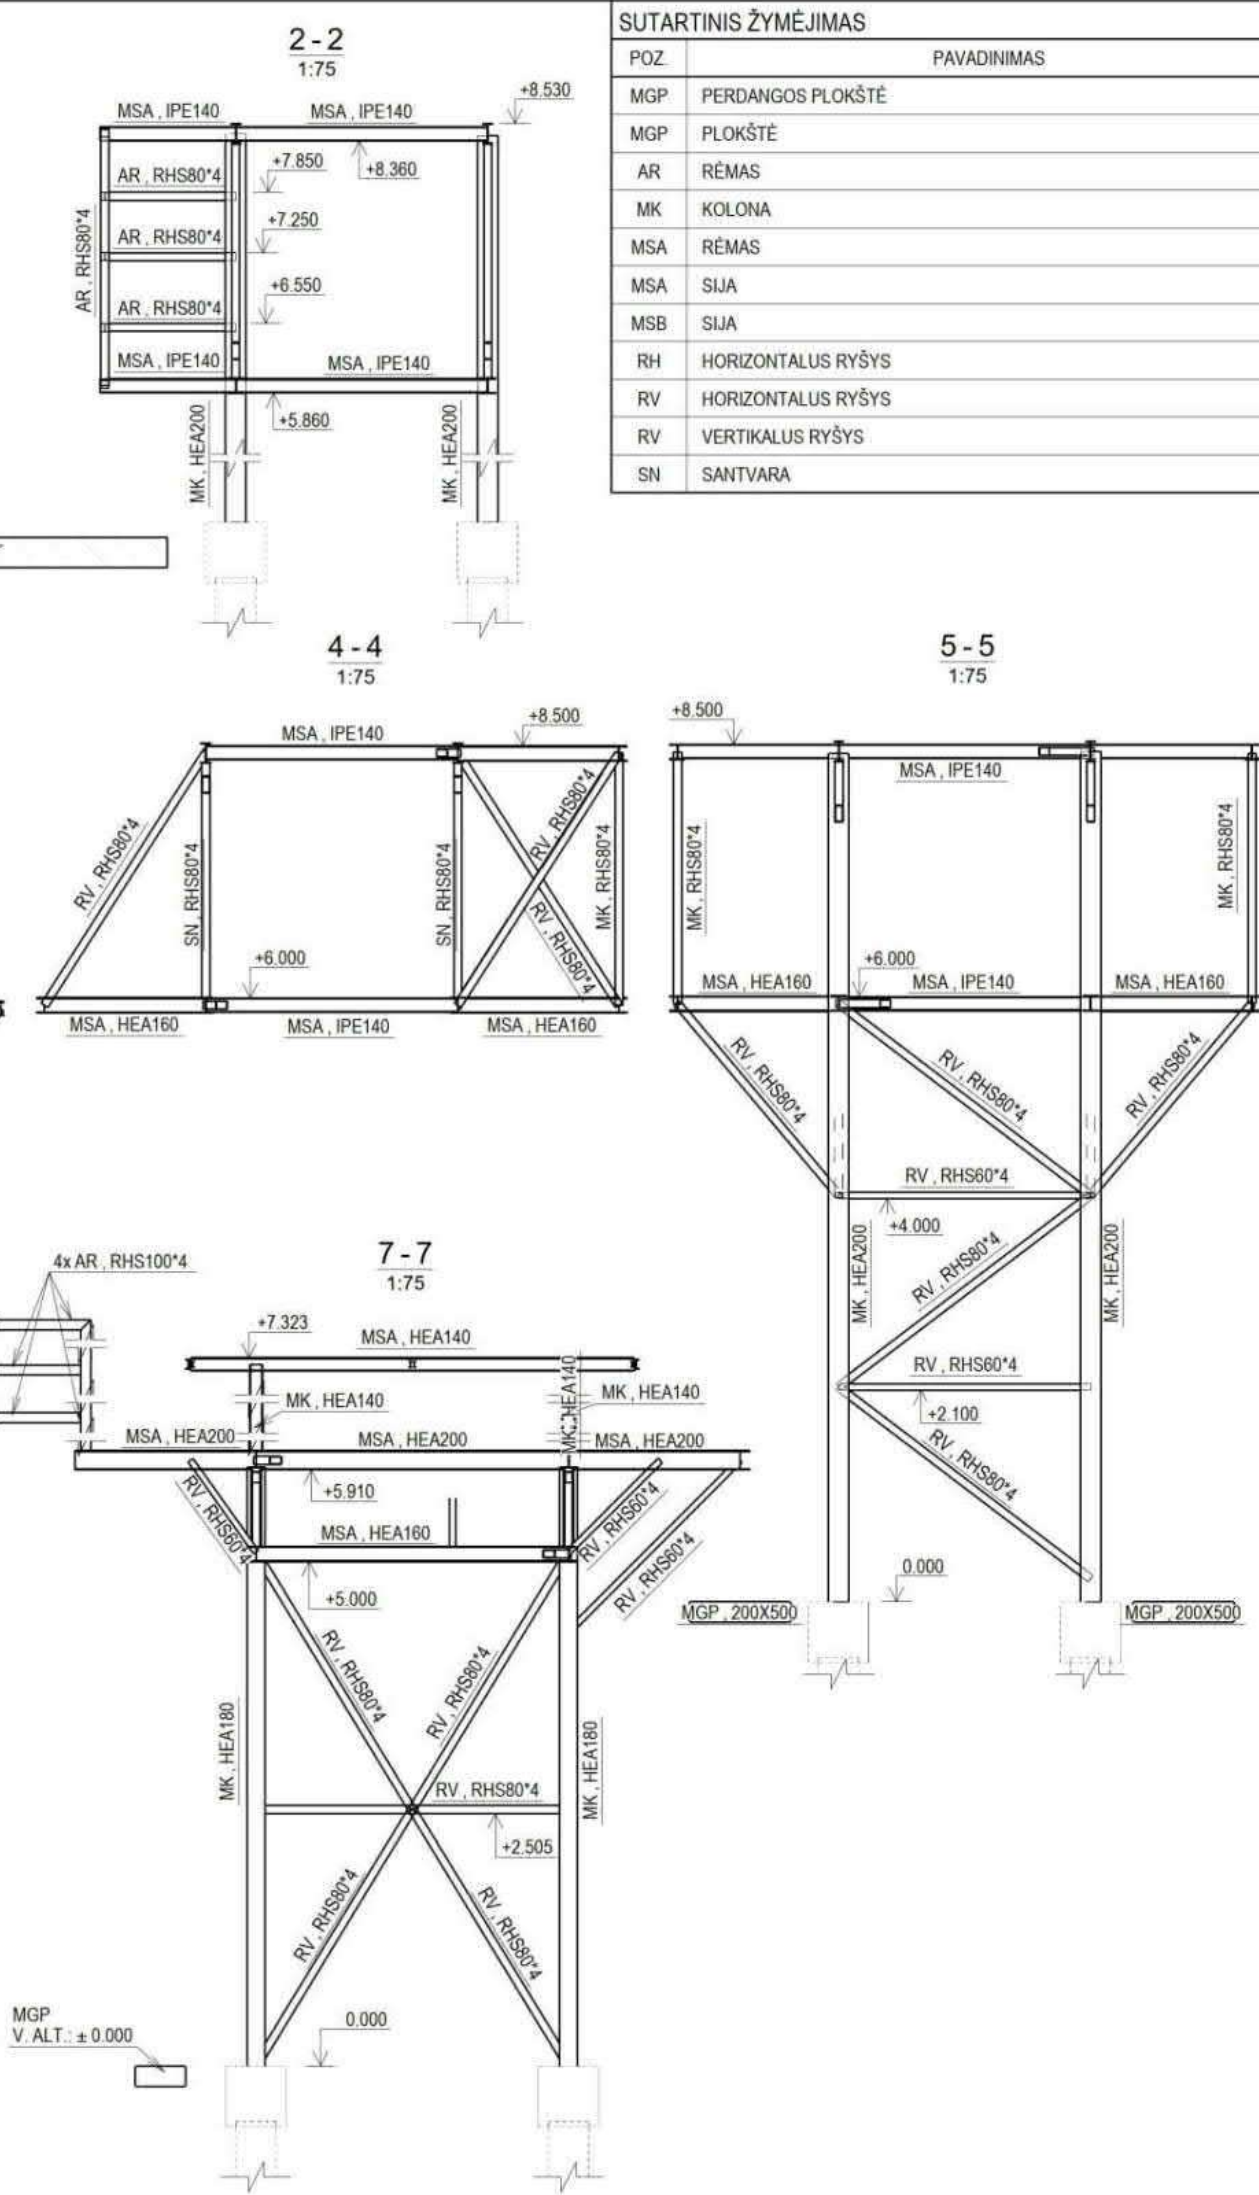 SUTARTINIS ŽYMĖJIMAS
POZ. PAVADINIMAS
MGP PERDANGOS PLOKŠTĖ
MGP PLOKŠTĖ
AR RĖMAS
MK KOLONA
MSA RĖMAS
MSA SIJA
MSB SIJA
RH HORIZONTALUS RYŠYS
RV HORIZONTALUS RYŠYS
RV VERTIKALUS RYŠYS
SN SANTVARA
2 - 2
1:75
+8.530
MSA , IPE140
MSA , IPE140
+7.850
+8.360
AR , RHS80*4
+7.250
AR , RHS80*4
AR , RHS80*4
+6.550
AR , RHS80*4
MSA , IPE140
MSA , IPE140
+5.860
MK , HEA200
MK , HEA200
4 - 4
1:75
+8.500
MSA , IPE140
RV , RHS80*4
SN , RHS80*4
SN , RHS80*4
RV , RHS80*4
RV , RHS80*4
MK , RHS80*4
+6.000
MSA , HEA160
MSA , IPE140
MSA , HEA160
5 - 5
1:75
+8.500
MSA , IPE140
MK , RHS80*4
MK , RHS80*4
+6.000
MSA , HEA160
MSA , IPE140
MSA , HEA160
RV , RHS80*4
RV , RHS80*4
RV , RHS80*4
RV , RHS60*4
+4.000
MK , HEA200
MK , HEA200
RV , RHS80*4
RV , RHS60*4
+2.100
RV , RHS80*4
0.000
MGP , 200X500
MGP , 200X500
4x AR , RHS100*4
7 - 7
1:75
+7.323
MSA , HEA140
MK , HEA140
MK , HEA140
MK , HEA140
MSA , HEA200
MSA , HEA200
MSA , HEA200
+5.910
RV , RHS60*4
MSA , HEA160
RV , RHS60*4
RV , RHS60*4
+5.000
RV , RHS80*4
RV , RHS80*4
MK , HEA180
MK , HEA180
RV , RHS80*4
+2.505
RV , RHS80*4
RV , RHS80*4
0.000
MGP
V. ALT.: ± 0.000